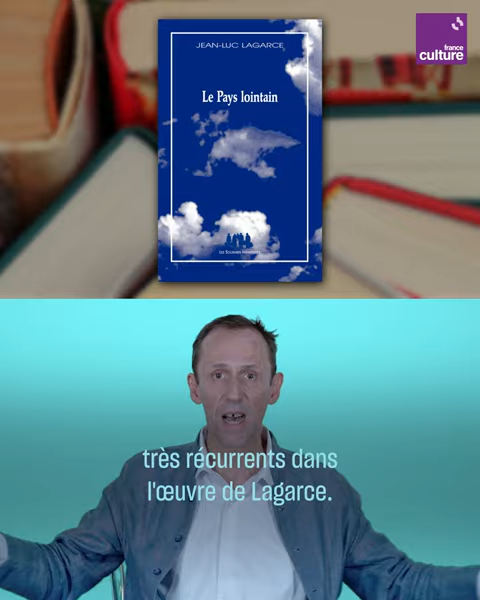 france
culture
JEAN-LUC LAGARCE
Le Pays lointain
très récurrents dans
l'œuvre de Lagarce.